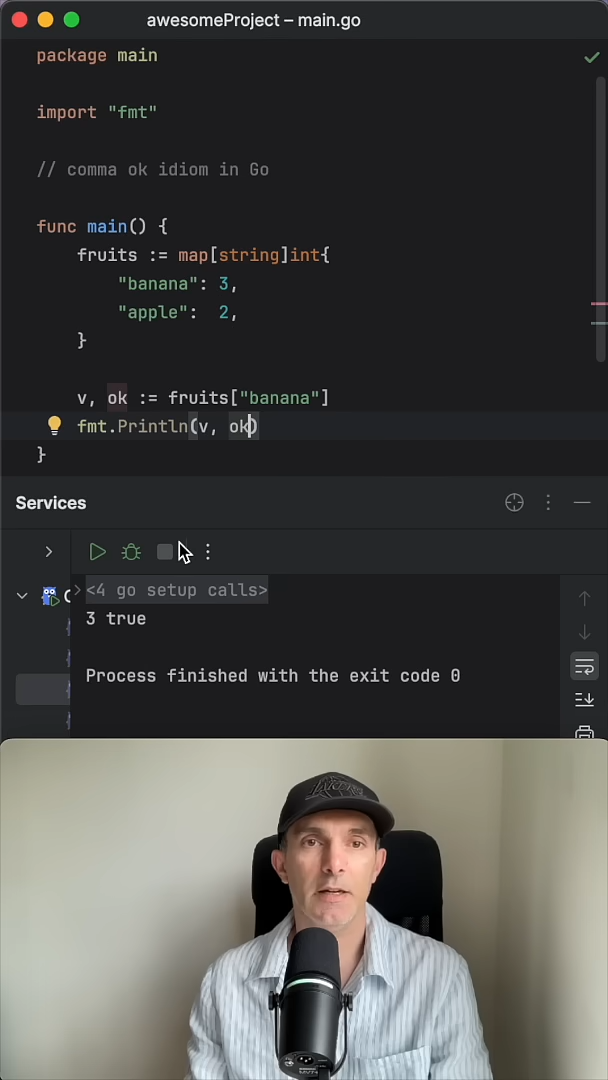 awesomeProject – main.go
package main
import "fmt"
// comma ok idiom in Go
func main() {
fruits := map[string]int{
"banana": 3,
"apple":  2,
}
v, ok := fruits["banana"]
fmt.Println(v, ok)
}
Services
<4 go setup calls>
3 true
Process finished with the exit code 0